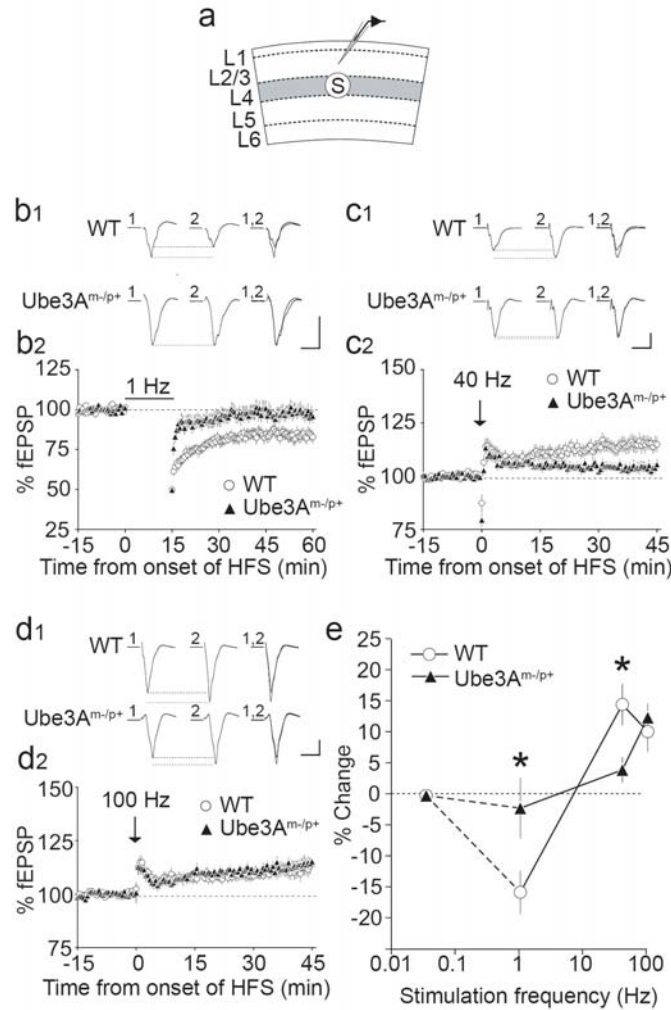 a
L1
L2/3
L4
L5
L6
S
b1
WT
1 2 1,2
Ube3A^m-/p+
1 2 1,2
b2
125
100
75
50
25
% fEPSP
1 Hz
WT
Ube3A^m-/p+
-15 0 15 30 45 60
Time from onset of HFS (min)
c1
WT
1 2 1,2
Ube3A^m-/p+
1 2 1,2
c2
150
125
100
75
% fEPSP
40 Hz
WT
Ube3A^m-/p+
-15 0 15 30 45
Time from onset of HFS (min)
d1
WT
1 2 1,2
Ube3A^m-/p+
1 2 1,2
d2
150
125
100
75
% fEPSP
100 Hz
WT
Ube3A^m-/p+
-15 0 15 30 45
Time from onset of HFS (min)
e
25
20
15
10
5
0
-5
-10
-15
-20
% Change
WT
Ube3A^m-/p+
*
*
0.01 0.1 1 10 100
(Hz)
Stimulation frequency